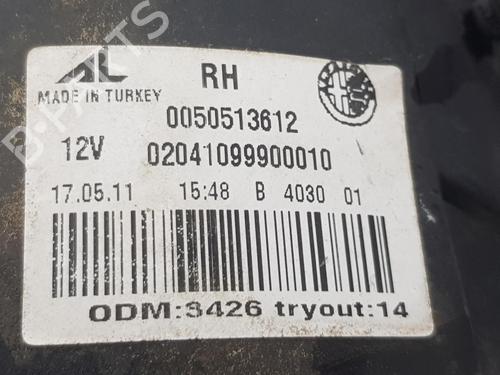 AL
RH
MADE IN TURKEY
0050513612
12V
02041099900010
17.05.11 15:48 B 4030 01
ODM:3426 tryout:14
B-PARTS